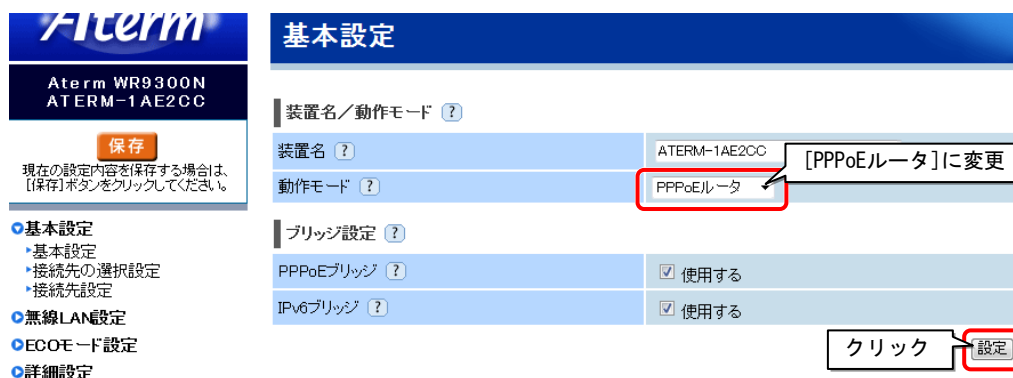 Aterm
基本設定
Aterm WR9300N
ATERM-1AE2CC
保存
現在の設定内容を保存する場合は、
[保存]ボタンをクリックしてください。
基本設定
基本設定
接続先の選択設定
接続先設定
無線LAN設定
ECOモード設定
詳細設定
装置名／動作モード ?
装置名 ? ATERM-1AE2CC
[PPPoEルータ]に変更
動作モード ? PPPoEルータ
ブリッジ設定 ?
PPPoEブリッジ ? 使用する
IPv6ブリッジ ? 使用する
クリック 設定